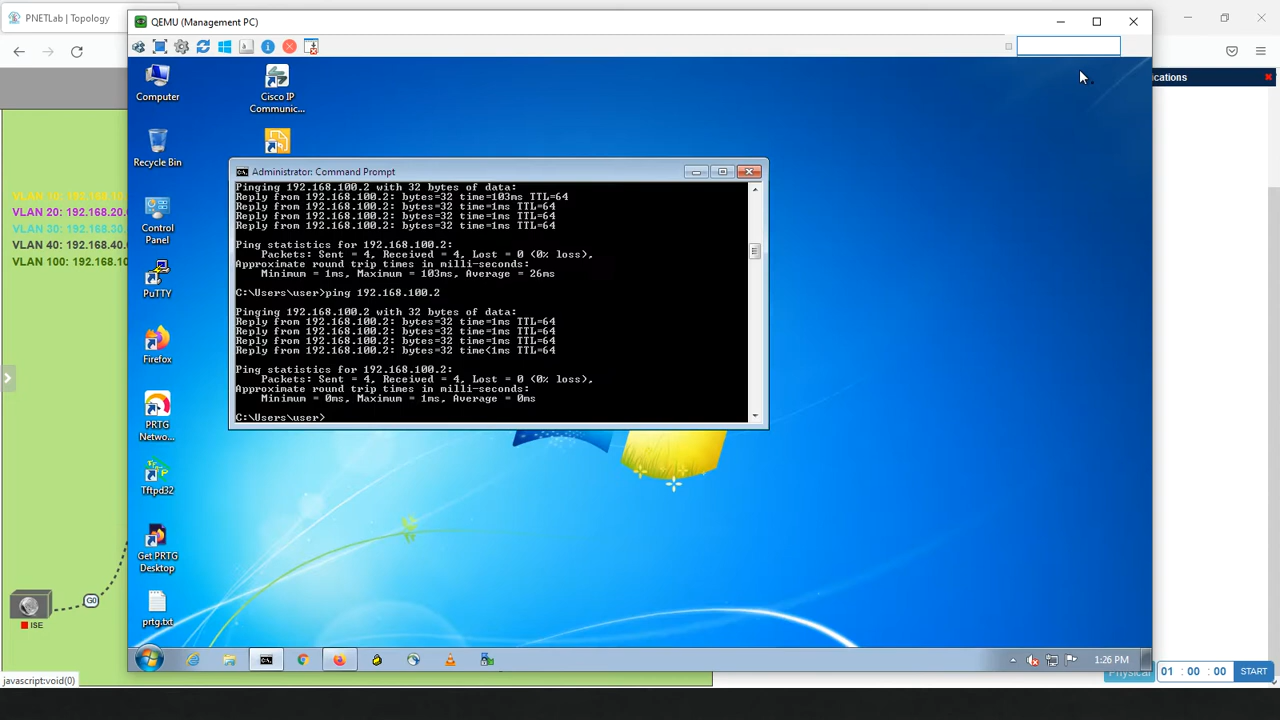 PNETLab | Topology
QEMU (Management PC)
ications
Computer
Cisco IP
Communic...
Recycle Bin
Control
Panel
PuTTY
Firefox
PRTG
Netwo...
Tftpd32
Get PRTG
Desktop
prtg.txt
VLAN 10: 192.168.10
VLAN 20: 192.168.20.
VLAN 30: 192.168.30.
VLAN 40: 192.168.40.
VLAN 100: 192.168.10
Administrator: Command Prompt
Pinging 192.168.100.2 with 32 bytes of data:
Reply from 192.168.100.2: bytes=32 time=103ms TTL=64
Reply from 192.168.100.2: bytes=32 time=1ms TTL=64
Reply from 192.168.100.2: bytes=32 time=1ms TTL=64
Reply from 192.168.100.2: bytes=32 time=1ms TTL=64
Ping statistics for 192.168.100.2:
Packets: Sent = 4, Received = 4, Lost = 0 (0% loss),
Approximate round trip times in milli-seconds:
Minimum = 1ms, Maximum = 103ms, Average = 26ms
C:\Users\user>ping 192.168.100.2
Pinging 192.168.100.2 with 32 bytes of data:
Reply from 192.168.100.2: bytes=32 time=1ms TTL=64
Reply from 192.168.100.2: bytes=32 time=1ms TTL=64
Reply from 192.168.100.2: bytes=32 time=1ms TTL=64
Reply from 192.168.100.2: bytes=32 time<1ms TTL=64
Ping statistics for 192.168.100.2:
Packets: Sent = 4, Received = 4, Lost = 0 (0% loss),
Approximate round trip times in milli-seconds:
Minimum = 0ms, Maximum = 1ms, Average = 0ms
C:\Users\user>
G0
ISE
1:26 PM
javascript:void(0)
Physical
01 : 00 : 00
START